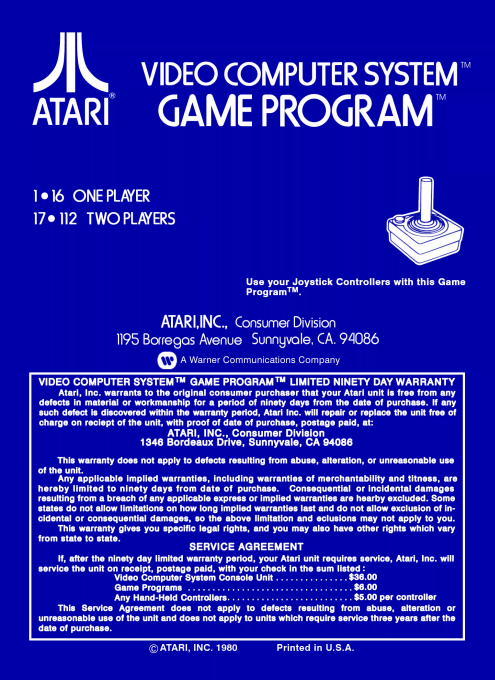 VIDEO COMPUTER SYSTEM™
ATARI®
GAME PROGRAM™
1•16 ONE PLAYER
17•112 TWO PLAYERS
Use your Joystick Controllers with this Game
Program™.
ATARI,INC., Consumer Division
1195 Borregas Avenue Sunnyvale, CA. 94086
A Warner Communications Company
VIDEO COMPUTER SYSTEM™ GAME PROGRAM™ LIMITED NINETY DAY WARRANTY
Atari, Inc. warrants to the original consumer purchaser that your Atari unit is free from any
defects in material or workmanship for a period of ninety days from the date of purchase. If any
such defect is discovered within the warranty period, Atari Inc. will repair or replace the unit free of
charge on reciept of the unit, with proof of date of purchase, postage paid, at:
ATARI, INC., Consumer Division
1346 Bordeaux Drive, Sunnyvale, CA 94086
This warranty does not apply to defects resulting from abuse, alteration, or unreasonable use
of the unit.
Any applicable implied warranties, including warranties of merchantability and titness, are
hereby limited to ninety days from date of purchase. Consequential or incidental damages
resulting from a breach of any applicable express or implied warranties are hearby excluded. Some
states do not allow limitations on how long implied warranties last and do not allow exclusion of in-
cidental or consequential damages, so the above limitation and eclusions may not apply to you.
This warranty gives you specific legal rights, and you may also have other rights which vary
from state to state.
SERVICE AGREEMENT
If, after the ninety day limited warranty period, your Atari unit requires service, Atari, Inc. will
service the unit on receipt, postage paid, with your check in the sum listed :
Video Computer System Console Unit . . . . . . . . . . . . . . . $36.00
Game Programs . . . . . . . . . . . . . . . . . . . . . . . . . . . . . . . . . $6.00
Any Hand-Held Controllers. . . . . . . . . . . . . . . . . . . . . . . . . . $5.00 per controller
This Service Agreement does not apply to defects resulting from abuse, alteration or
unreasonable use of the unit and does not apply to units which require service three years after the
date of purchase.
© ATARI, INC. 1980 Printed in U.S.A.